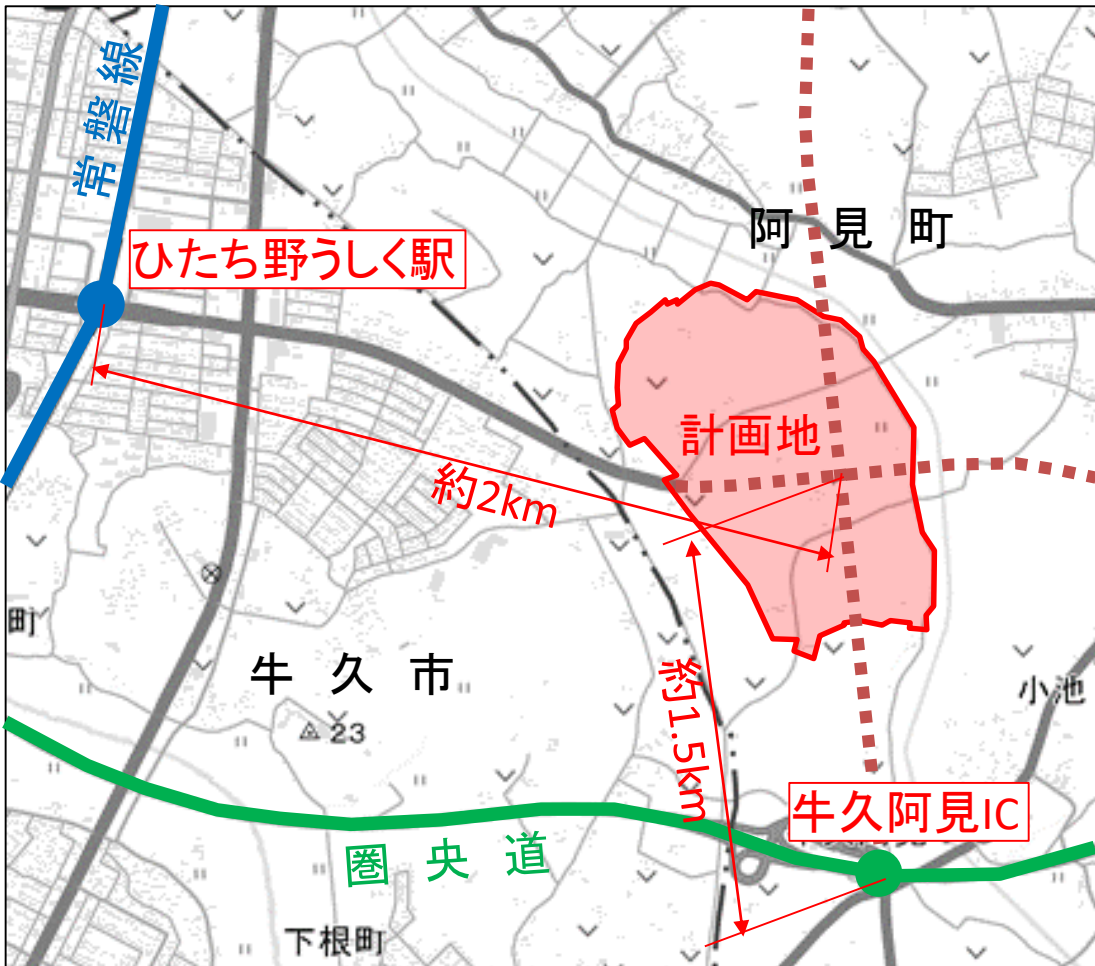 常磐線
阿見町
ひたち野うしく駅
計画地
約2km
町
牛久市
約1.5km
小池
23
牛久阿見IC
圏央道
下根町